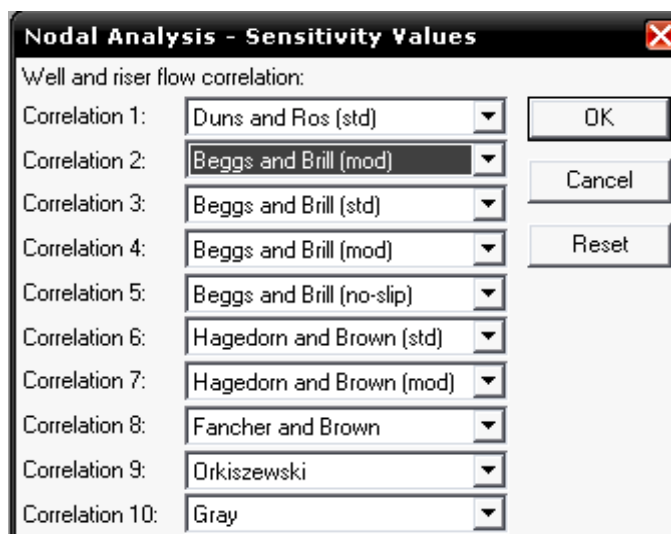 Nodal Analysis - Sensitivity Values
Well and riser flow correlation:
Correlation 1: Duns and Ros (std) OK
Correlation 2: Beggs and Brill (mod)
Cancel
Correlation 3: Beggs and Brill (std)
Correlation 4: Beggs and Brill (mod) Reset
Correlation 5: Beggs and Brill (no-slip)
Correlation 6: Hagedorn and Brown (std)
Correlation 7: Hagedorn and Brown (mod)
Correlation 8: Fancher and Brown
Correlation 9: Orkiszewski
Correlation 10: Gray